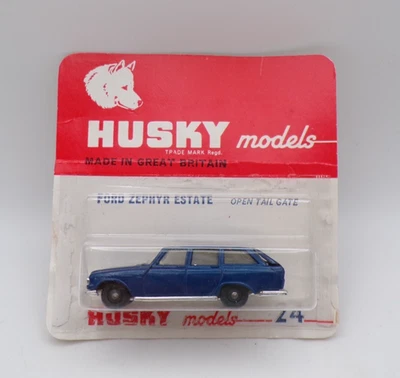 HUSKY models
TRADE MARK Regd.
MADE IN GREAT BRITAIN
FORD ZEPHYR ESTATE OPEN TAIL GATE
HUSKY models 24